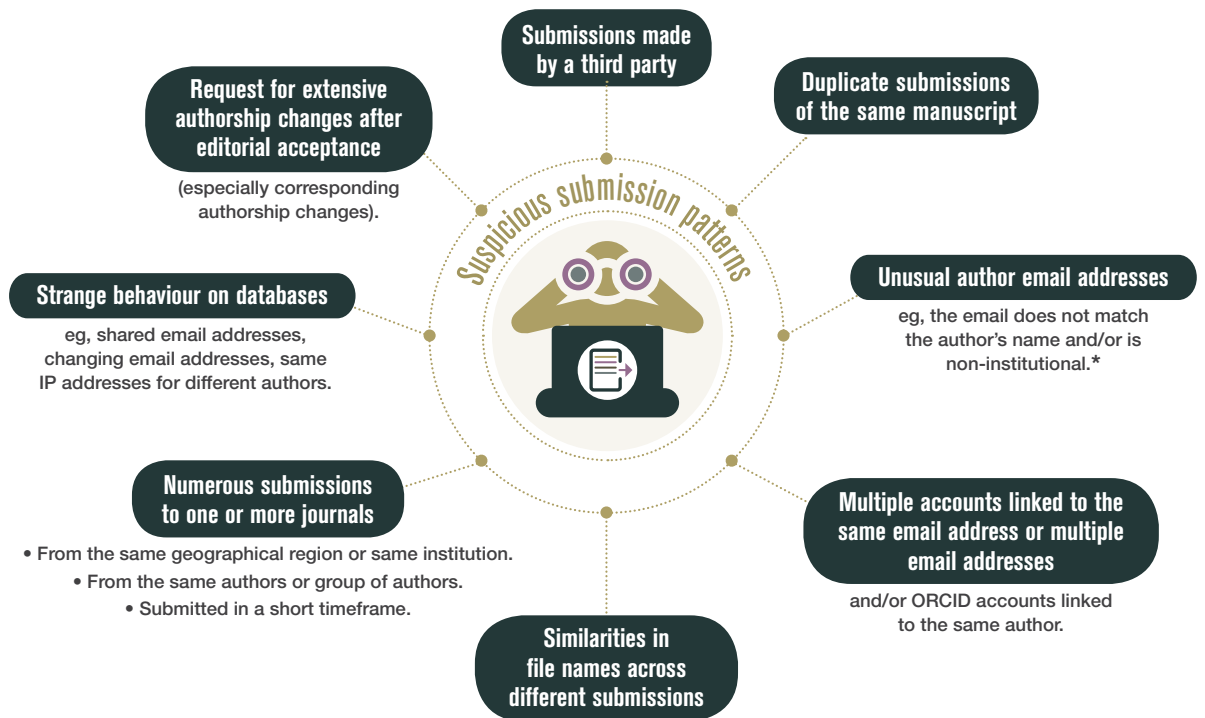 Suspicious submission patterns
Submissions made
by a third party
Duplicate submissions
of the same manuscript
Unusual author email addresses
eg, the email does not match
the author’s name and/or is
non-institutional.*
Multiple accounts linked to the
same email address or multiple
email addresses
and/or ORCID accounts linked
to the same author.
Similarities in
file names across
different submissions
Numerous submissions
to one or more journals
• From the same geographical region or same institution.
• From the same authors or group of authors.
• Submitted in a short timeframe.
Strange behaviour on databases
eg, shared email addresses,
changing email addresses, same
IP addresses for different authors.
Request for extensive
authorship changes after
editorial acceptance
(especially corresponding
authorship changes).